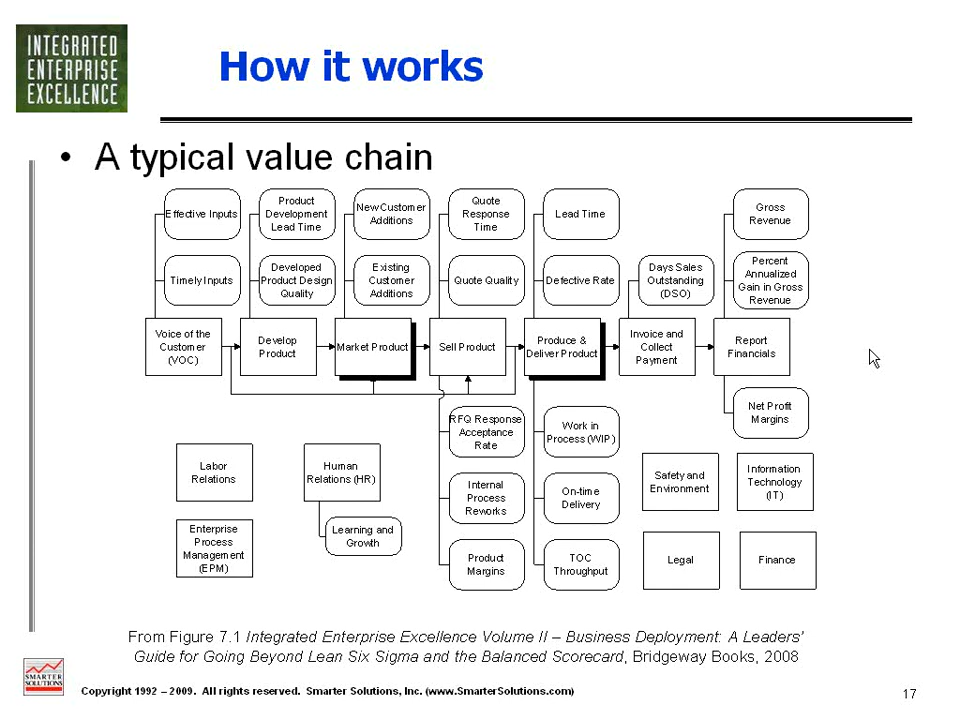 INTEGRATED
ENTERPRISE
EXCELLENCE
How it works
• A typical value chain
Effective Inputs
Product
Development
Lead Time
New Customer
Additions
Quote
Response
Time
Lead Time
Gross
Revenue
Timely Inputs
Developed
Product Design
Quality
Existing
Customer
Additions
Quote Quality
Defective Rate
Days Sales
Outstanding
(DSO)
Percent
Annualized
Gain in Gross
Revenue
Voice of the
Customer
(VOC)
Develop
Product
Market Product
Sell Product
Produce &
Deliver Product
Invoice and
Collect
Payment
Report
Financials
RFQ Response
Acceptance
Rate
Work in
Process (WIP)
Net Profit
Margins
Labor
Relations
Human
Relations (HR)
Internal
Process
Reworks
On-time
Delivery
Safety and
Environment
Information
Technology
(IT)
Enterprise
Process
Management
(EPM)
Learning and
Growth
Product
Margins
TOC
Throughput
Legal
Finance
From Figure 7.1 Integrated Enterprise Excellence Volume II – Business Deployment: A Leaders'
Guide for Going Beyond Lean Six Sigma and the Balanced Scorecard, Bridgeway Books, 2008
SMARTER
SOLUTIONS
Copyright 1992 – 2009. All rights reserved. Smarter Solutions, Inc. (www.SmarterSolutions.com)
17